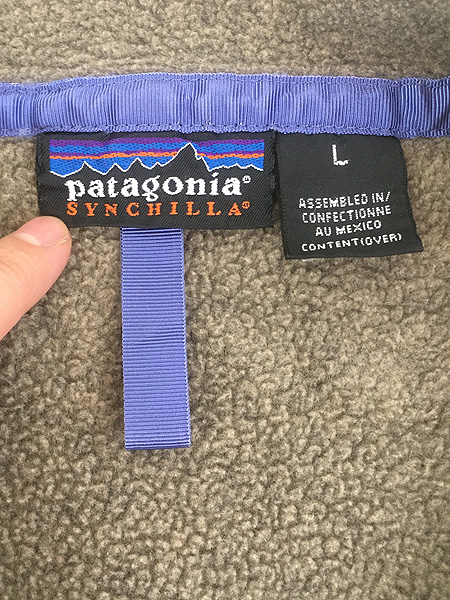 patagonia®
SYNCHILLA®
L
ASSEMBLED IN/
CONFECTIONNE
AU MEXICO
CONTENT(OVER)